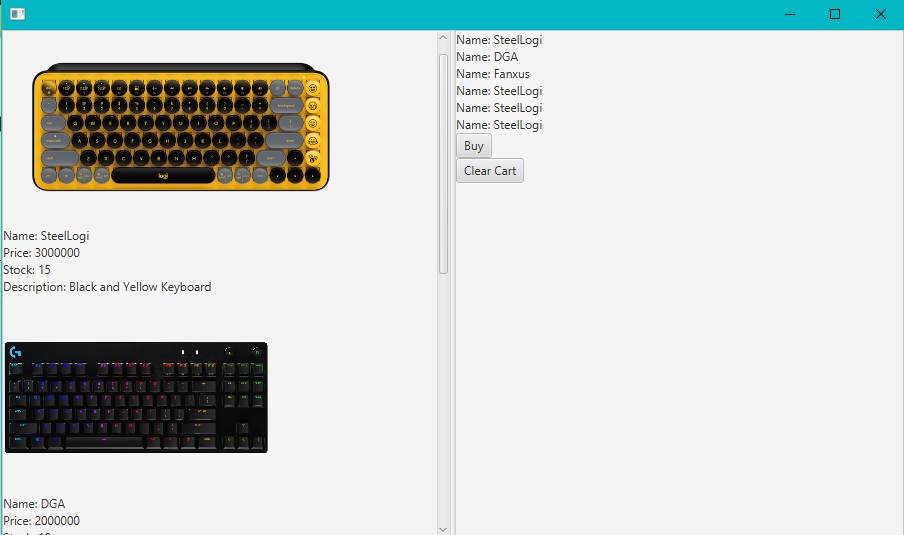 logi
Name: SteelLogi
Price: 3000000
Stock: 15
Description: Black and Yellow Keyboard
Name: DGA
Price: 2000000
Name: SteelLogi
Name: DGA
Name: Fanxus
Name: SteelLogi
Name: SteelLogi
Name: SteelLogi
Buy
Clear Cart